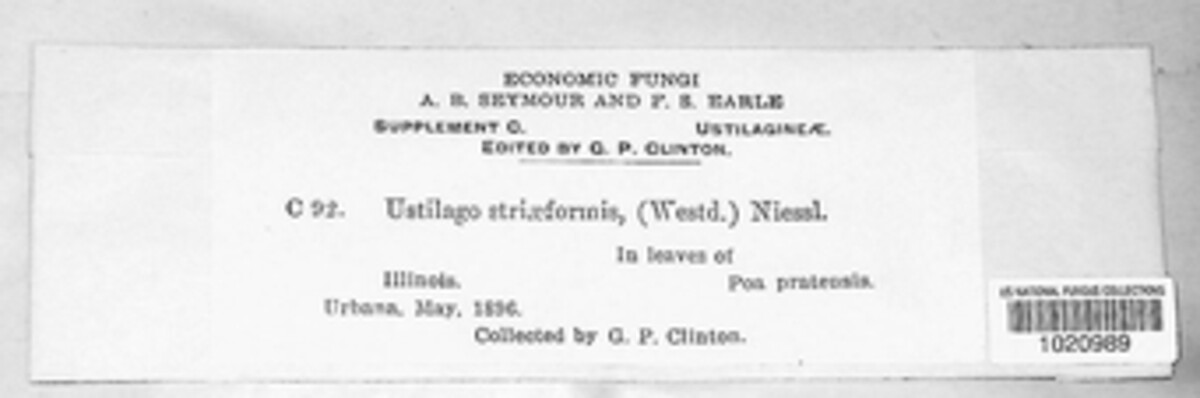 ECONOMIC FUNGI
A. B. SEYMOUR AND F. S. EARLE
SUPPLEMENT C. USTILAGINEÆ.
EDITED BY G. P. CLINTON.
C 92. Ustilago striæformis, (Westd.) Niessl.
In leaves of
Illinois. Poa pratensis.
Urbana, May, 1896.
Collected by G. P. Clinton.
US NATIONAL FUNGUS COLLECTIONS
1020989